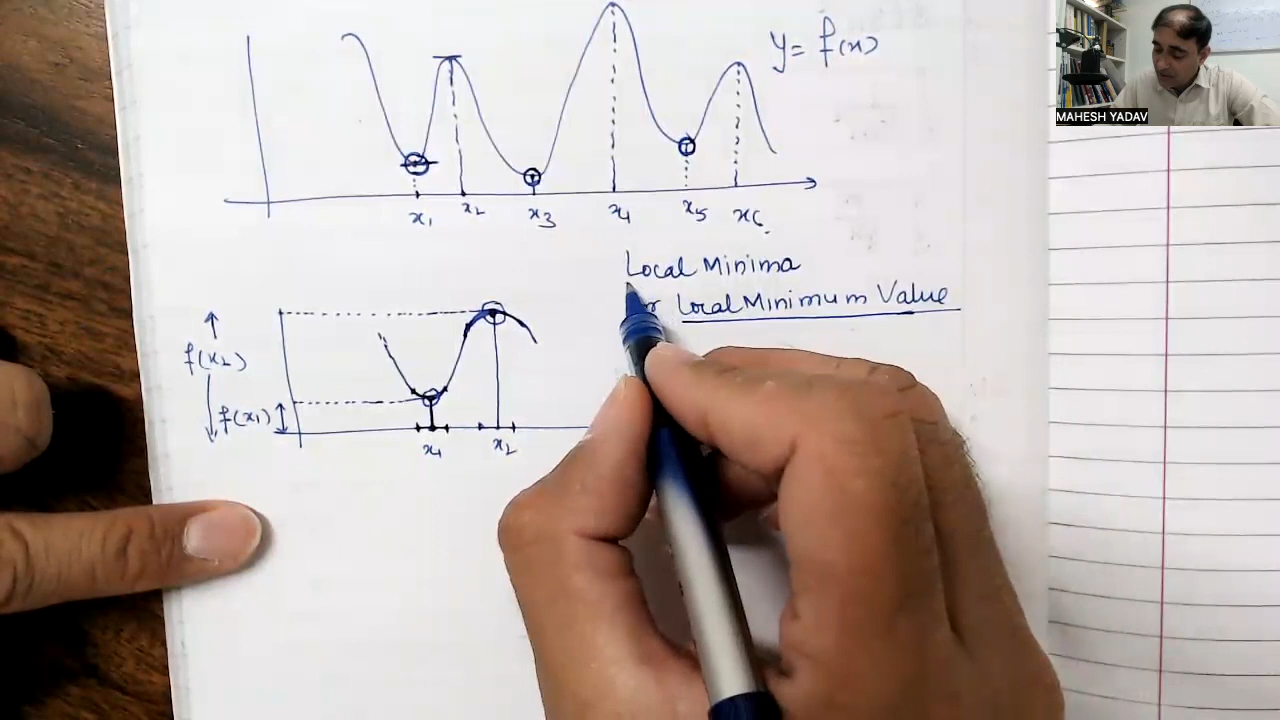 MAHESH YADAV
y = f(x)
x₁ x₂ x₃ x₄ x₅ x₆
Local Minima
Local Minimum Value
f(x₂)
f(x₁)
x₁ x₂